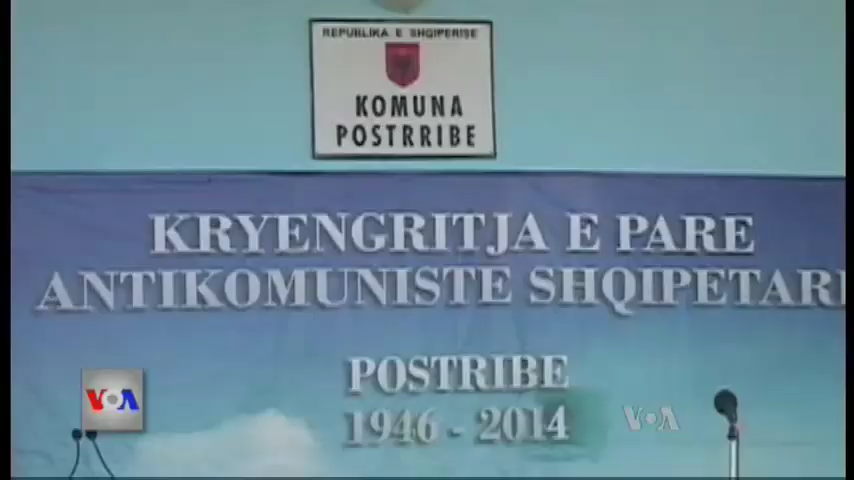 REPUBLIKA E SHQIPERISE
KOMUNA
POSTRRIBE
KRYENGRITJA E PARE
ANTIKOMUNISTE SHQIPETARE
POSTRIBE
1946 - 2014
VOA
VOA